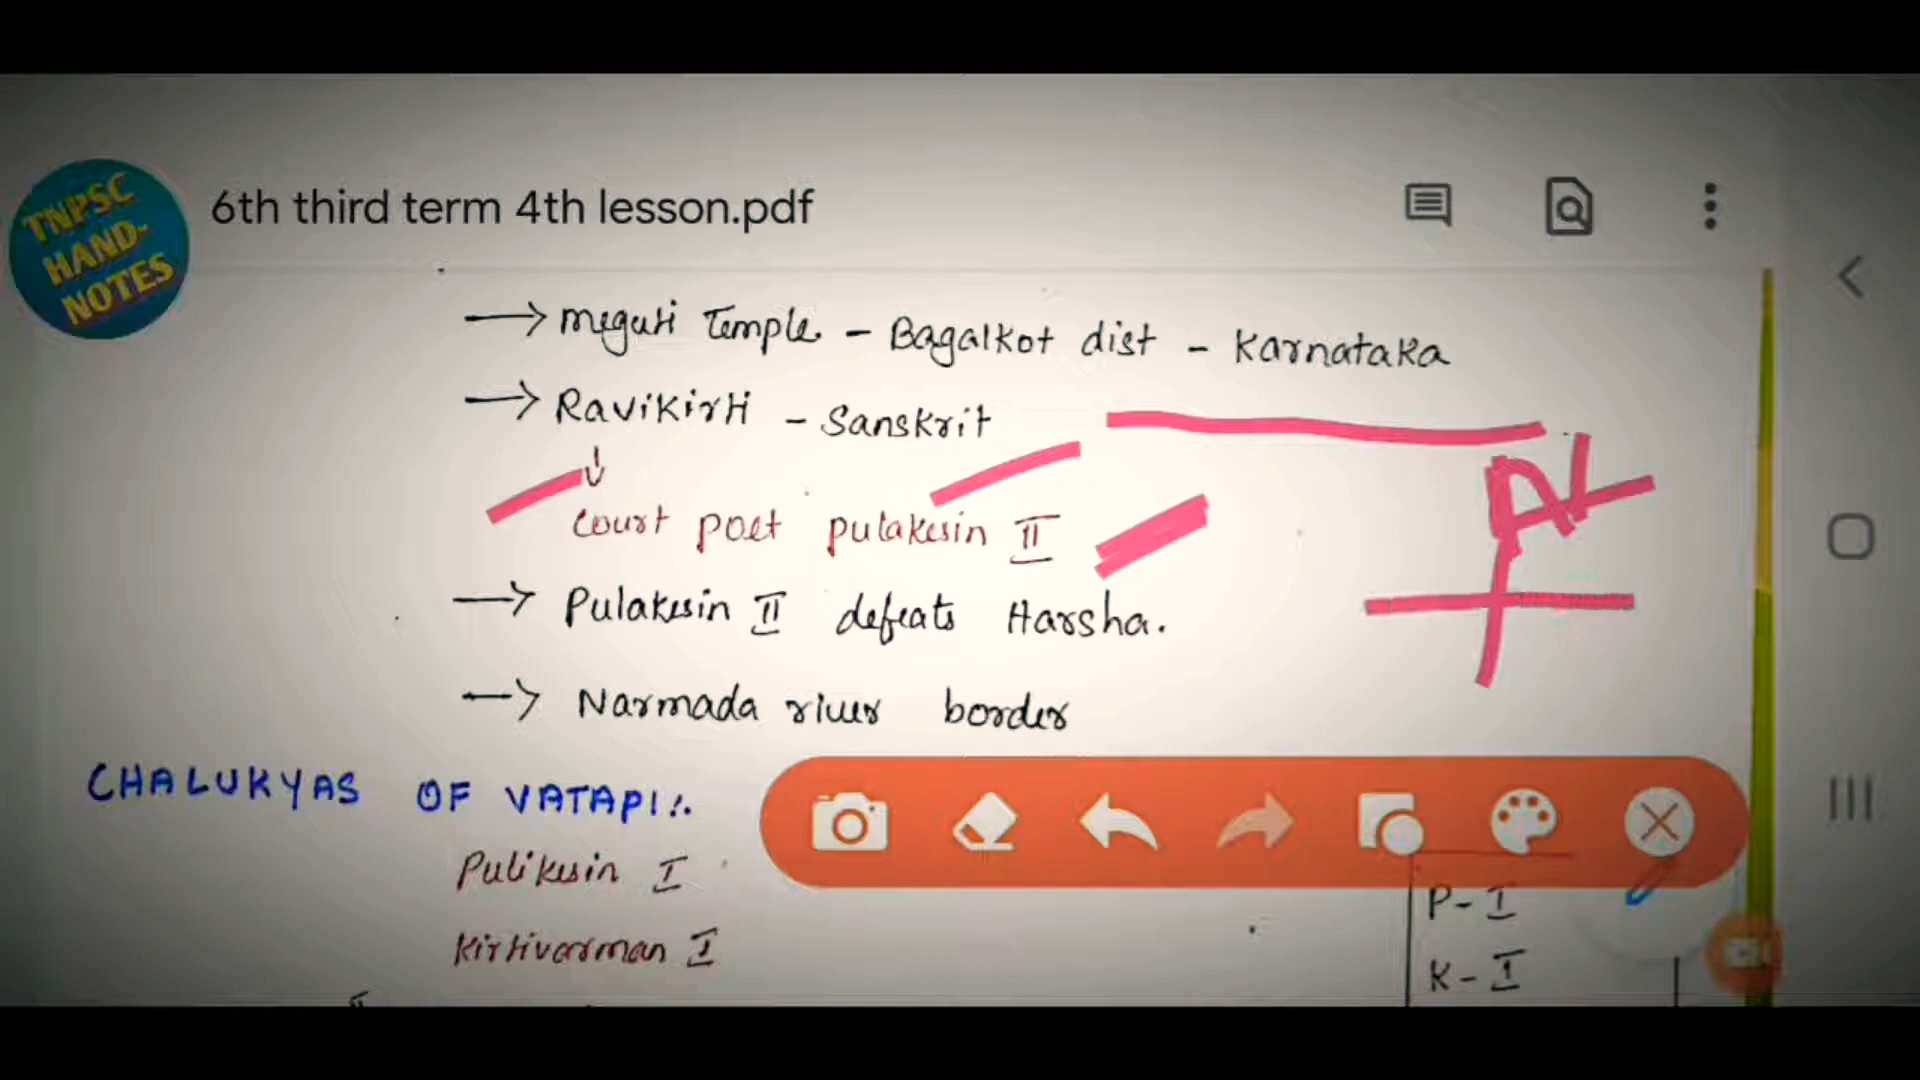 TNPSC
HAND-
NOTES
6th third term 4th lesson.pdf
→ Meguti Temple - Bagalkot dist - Karnataka
→ Ravikirti - Sanskrit
Court poet pulakesin II
→ Pulakesin II defeats Harsha.
→ Narmada river border
CHALUKYAS OF VATAPI:.
Pulikesin I
Kirtivarman I
P - I
K - I